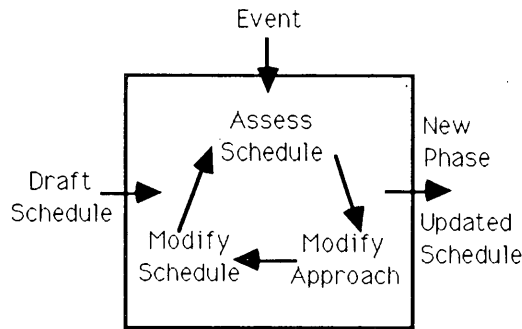 Event
Assess
Schedule
New
Phase
Draft
Schedule
Updated
Schedule
Modify
Schedule
Modify
Approach